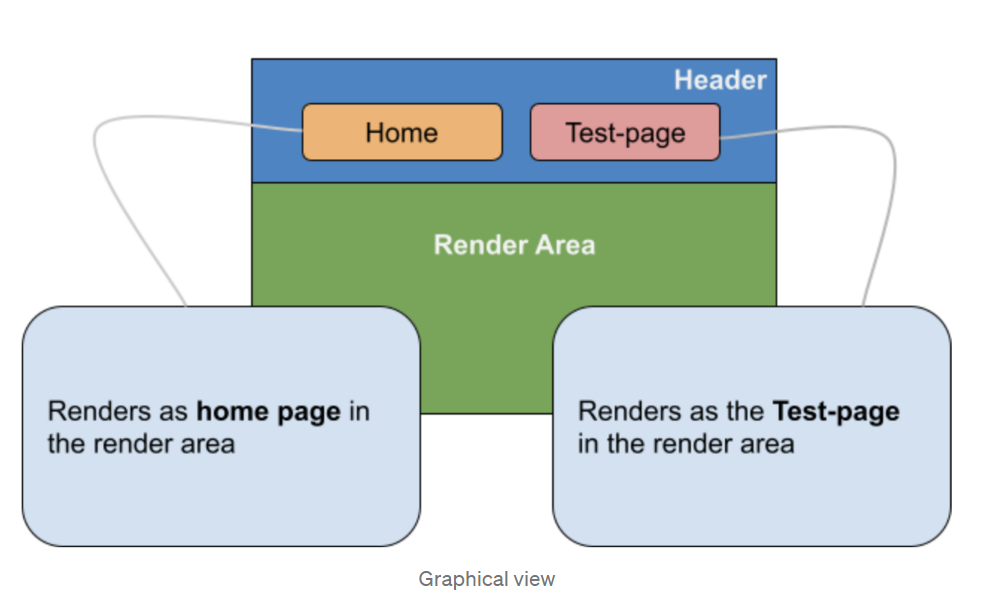 Header
Home
Test-page
Render Area
Renders as home page in
the render area
Renders as the Test-page
in the render area
Graphical view